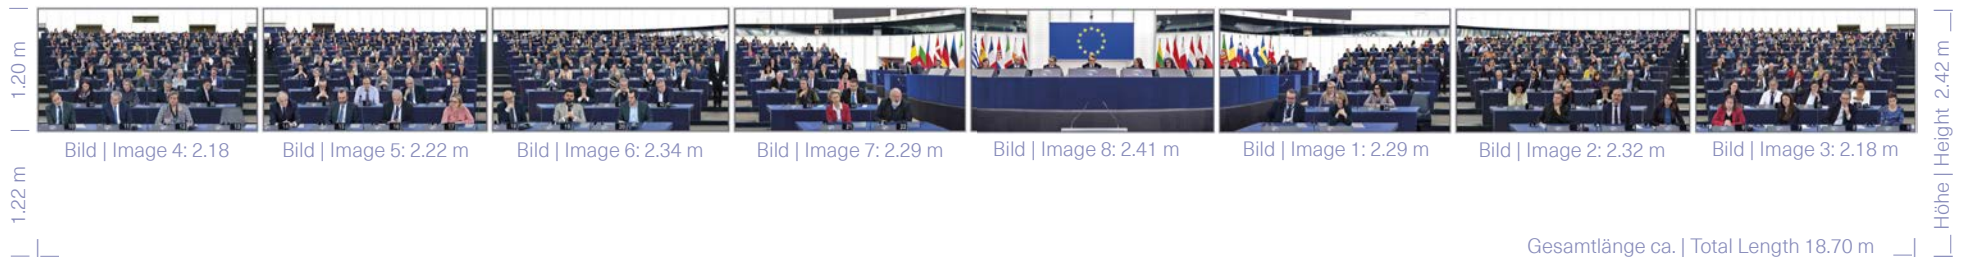 1.20 m
1.22 m
Bild | Image 4: 2.18
Bild | Image 5: 2.22 m
Bild | Image 6: 2.34 m
Bild | Image 7: 2.29 m
Bild | Image 8: 2.41 m
Bild | Image 1: 2.29 m
Bild | Image 2: 2.32 m
Bild | Image 3: 2.18 m
Höhe | Height 2.42 m
Gesamtlänge ca. | Total Length 18.70 m